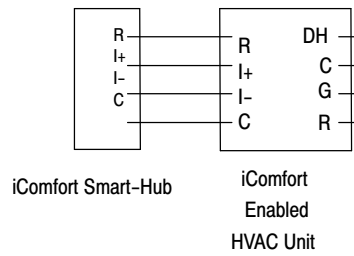 R
I+
I-
C
R
I+
I-
C
DH
C
G
R
iComfort Smart-Hub
iComfort
Enabled
HVAC Unit